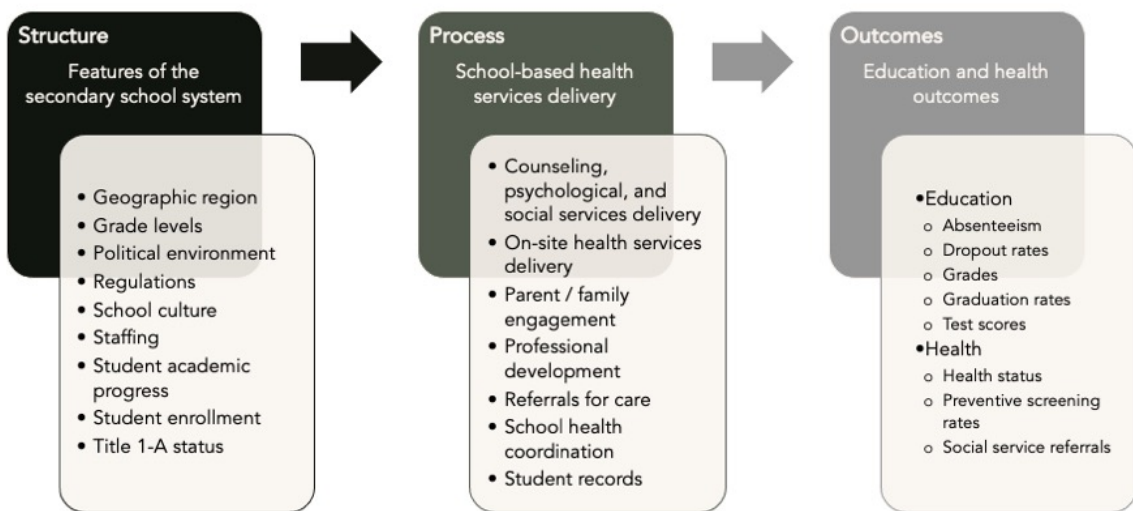 Structure
Features of the
secondary school system
• Geographic region
• Grade levels
• Political environment
• Regulations
• School culture
• Staffing
• Student academic
progress
• Student enrollment
• Title 1-A status
Process
School-based health
services delivery
• Counseling,
psychological, and
social services delivery
• On-site health services
delivery
• Parent / family
engagement
• Professional
development
• Referrals for care
• School health
coordination
• Student records
Outcomes
Education and health
outcomes
•Education
o Absenteeism
o Dropout rates
o Grades
o Graduation rates
o Test scores
•Health
o Health status
o Preventive screening
rates
o Social service referrals